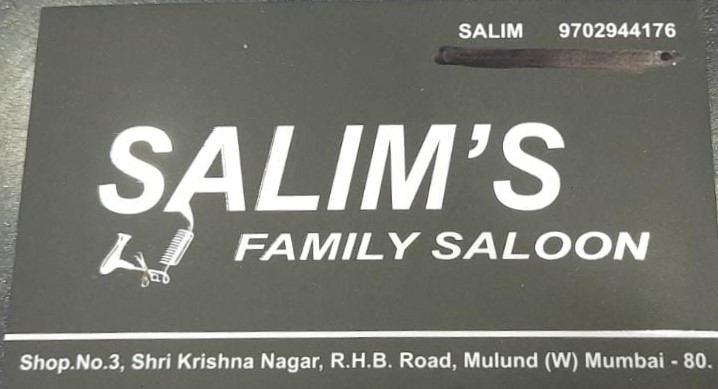 SALIM 9702944176
SALIM'S
FAMILY SALOON
Shop.No.3, Shri Krishna Nagar, R.H.B. Road, Mulund (W) Mumbai - 80.